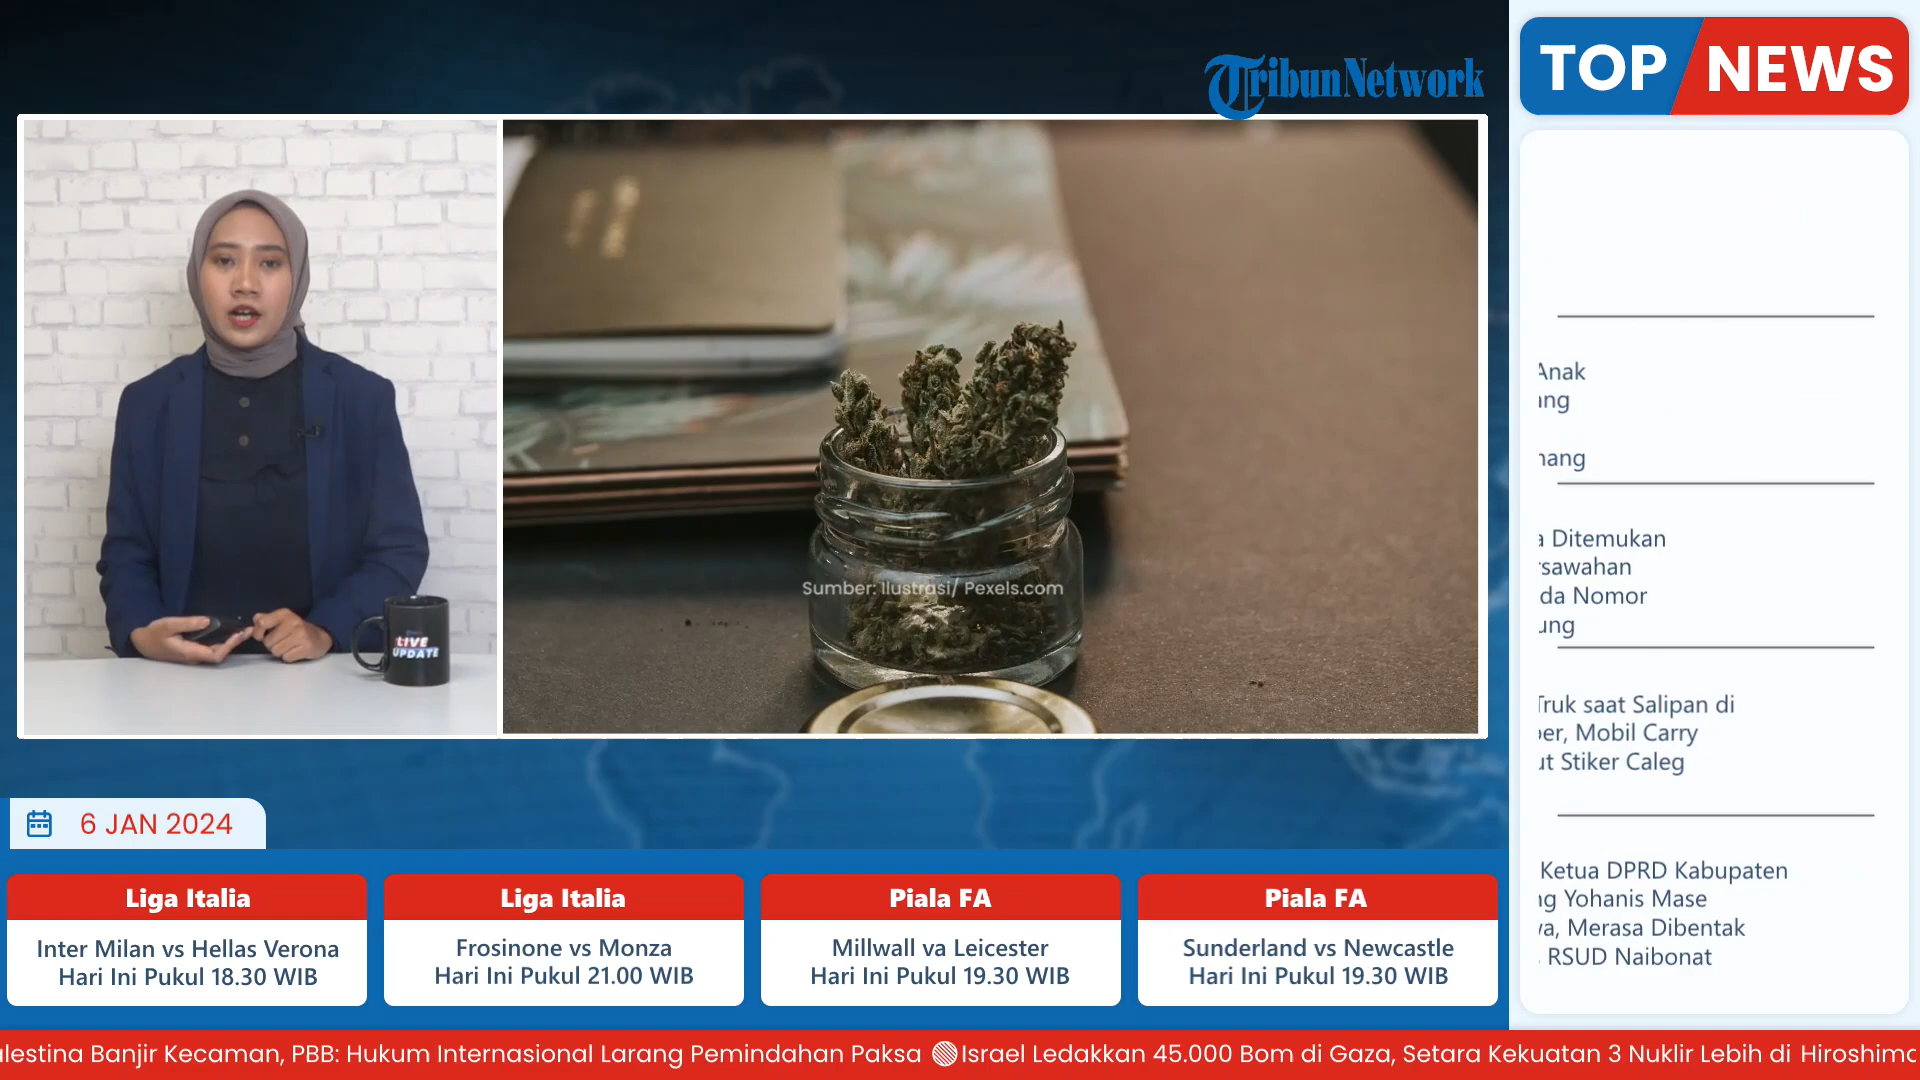 TribunNetwork
TOP NEWS
Sumber: Ilustrasi/ Pexels.com
LIVE
UPDATE
Anak
ang
nang
Ditemukan
rsawahan
da Nomor
ung
Truk saat Salipan di
per, Mobil Carry
ut Stiker Caleg
Ketua DPRD Kabupaten
ng Yohanis Mase
Merasa Dibentak
RSUD Naibonat
6 JAN 2024
Liga Italia
Inter Milan vs Hellas Verona
Hari Ini Pukul 18.30 WIB
Liga Italia
Frosinone vs Monza
Hari Ini Pukul 21.00 WIB
Piala FA
Millwall va Leicester
Hari Ini Pukul 19.30 WIB
Piala FA
Sunderland vs Newcastle
Hari Ini Pukul 19.30 WIB
alestina Banjir Kecaman, PBB: Hukum Internasional Larang Pemindahan Paksa Israel Ledakkan 45.000 Bom di Gaza, Setara Kekuatan 3 Nuklir Lebih di Hiroshima